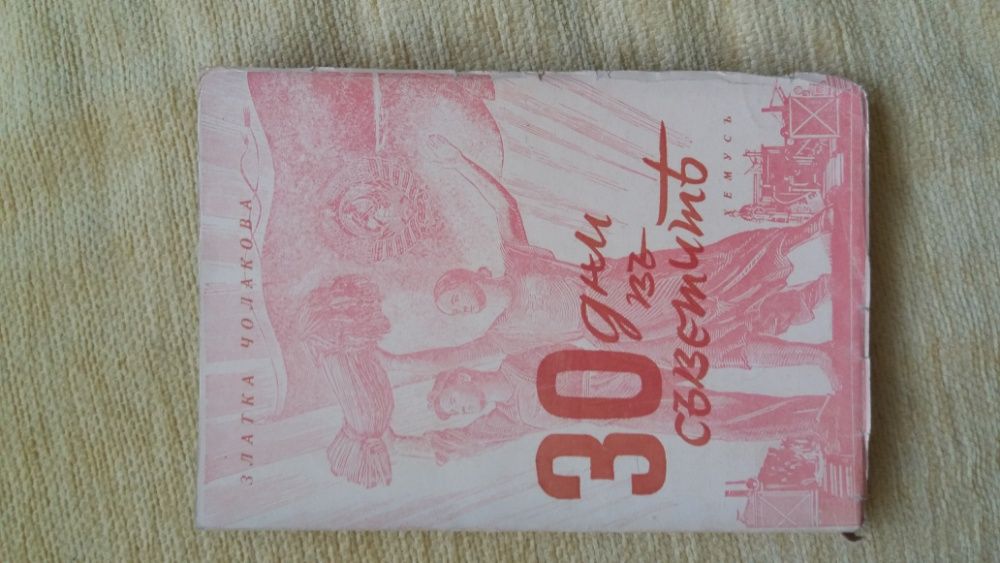 ЗЛАТКА ЧОЛАКОВА
30 дни
въ
съветитѣ
ХЕМУСЪ